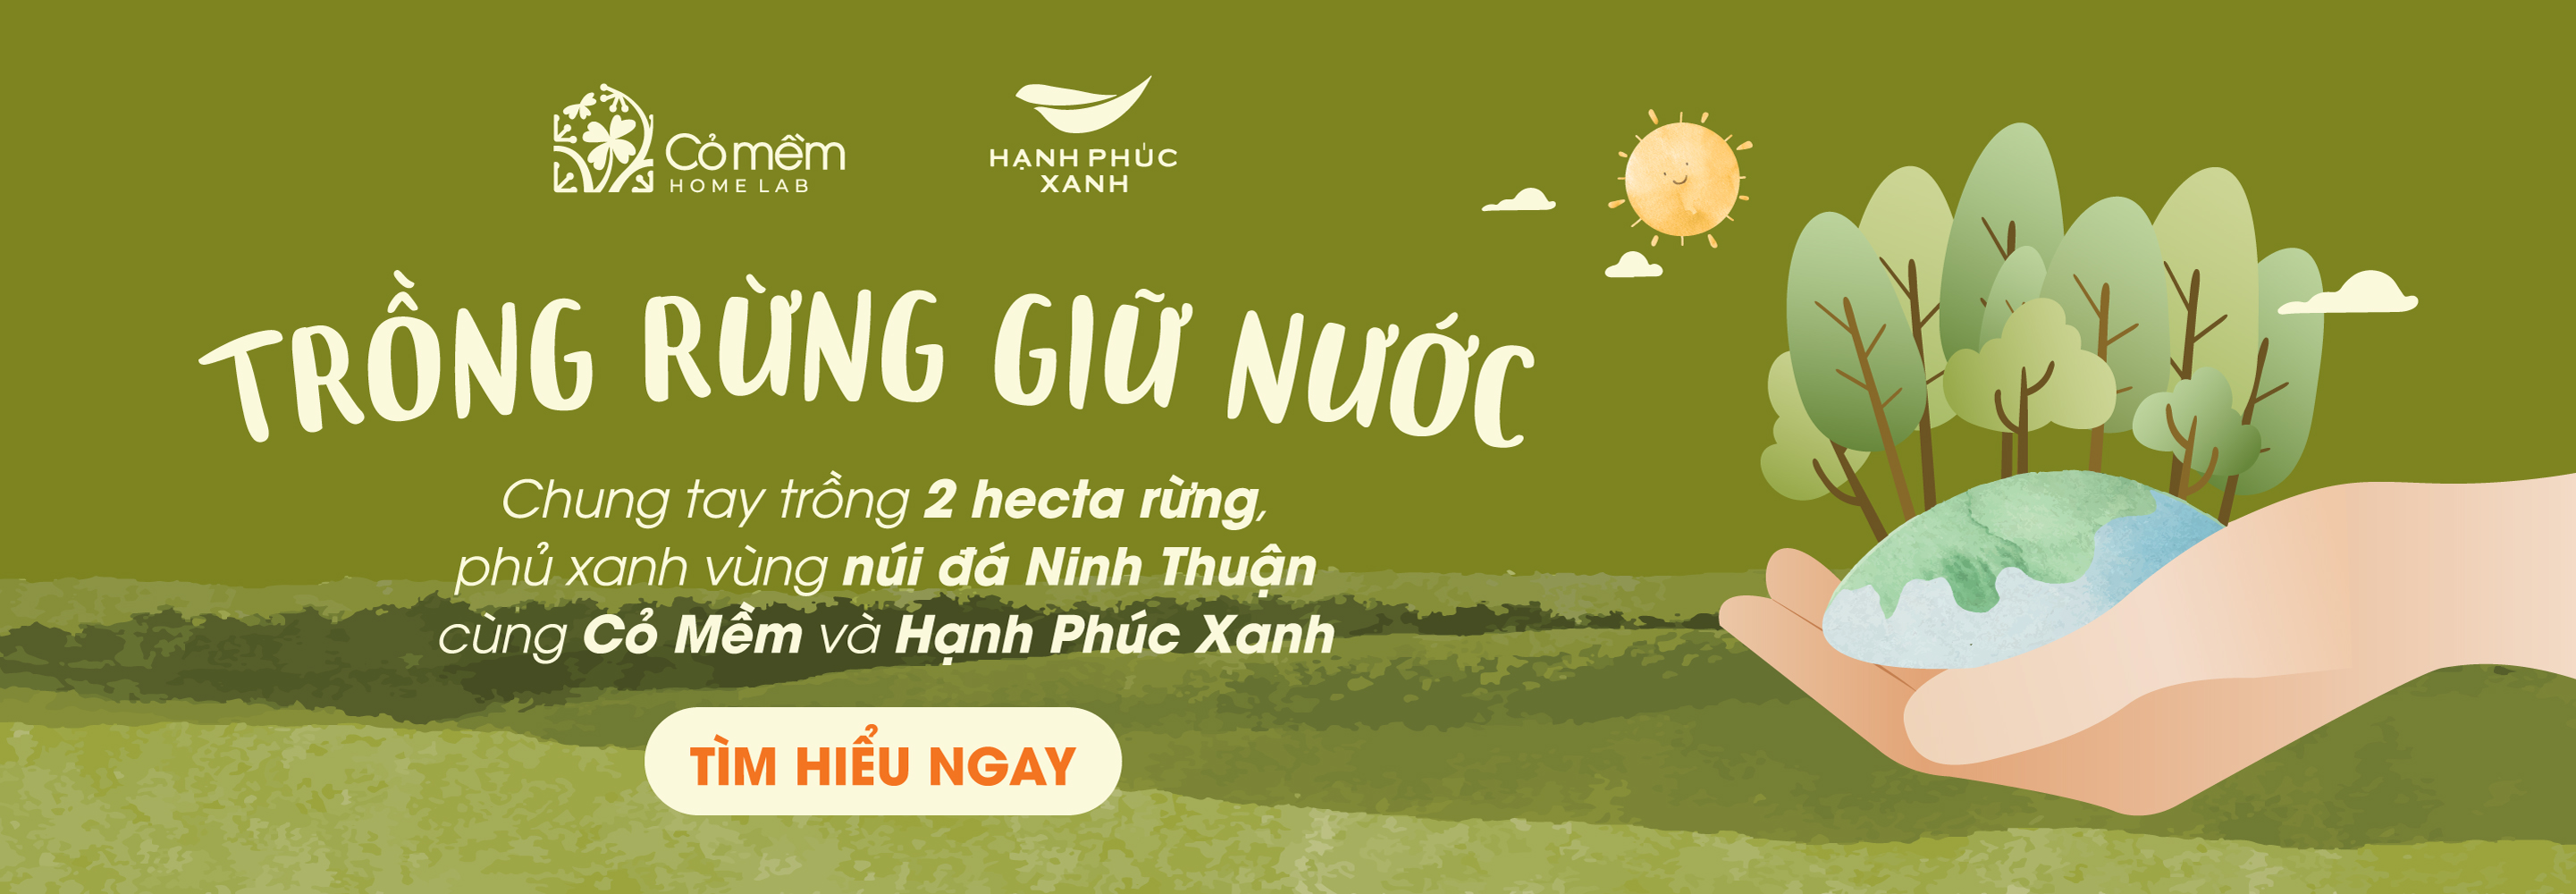 Cỏ mềm
HOME LAB
HẠNH PHÚC
XANH
TRỒNG RỪNG GIỮ NƯỚC
Chung tay trồng 2 hecta rừng,
phủ xanh vùng núi đá Ninh Thuận
cùng Cỏ Mềm và Hạnh Phúc Xanh
TÌM HIỂU NGAY